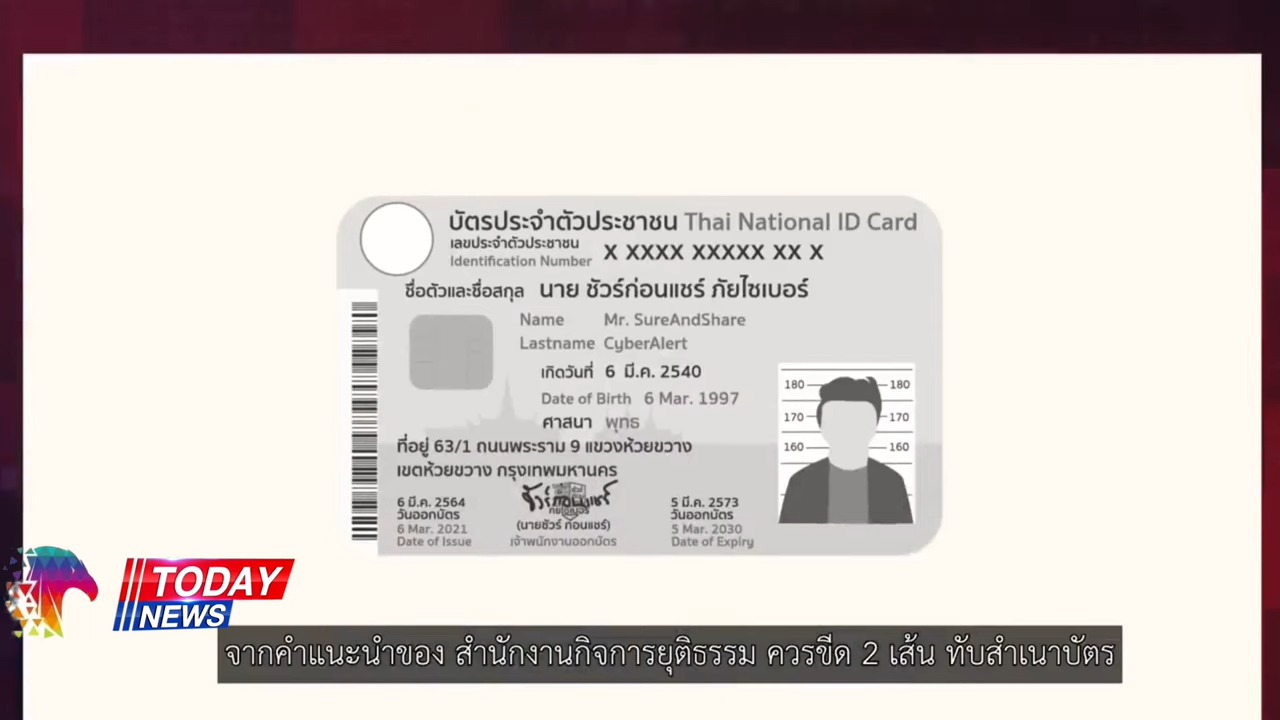 บัตรประจำตัวประชาชน Thai National ID Card
เลขประจำตัวประชาชน
Identification Number X XXXX XXXXX XX X
ชื่อตัวและชื่อสกุล นาย ชัวร์ก่อนแชร์ ภัยไซเบอร์
Name Mr. SureAndShare
Lastname CyberAlert
เกิดวันที่ 6 มี.ค. 2540
Date of Birth 6 Mar. 1997
ศาสนา พุทธ
ที่อยู่ 63/1 ถนนพระราม 9 แขวงห้วยขวาง
เขตห้วยขวาง กรุงเทพมหานคร
180 180
170 170
160 160
6 มี.ค. 2564
วันออกบัตร
6 Mar. 2021
Date of Issue
ชัวร์ก่อนแชร์
(นายชัวร์ ก่อนแชร์)
เจ้าพนักงานออกบัตร
5 มี.ค. 2573
วันออกบัตร
5 Mar. 2030
Date of Expiry
TODAY
NEWS
จากคำแนะนำของ สำนักงานกิจการยุติธรรม ควรขีด 2 เส้น ทับสำเนาบัตร